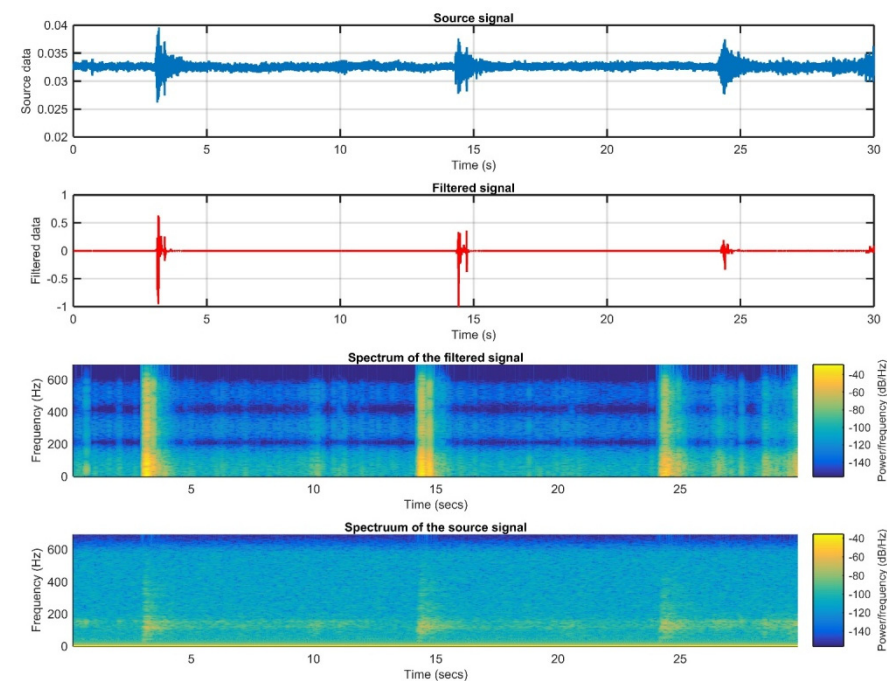 Source signal
0.04
0.035
0.03
0.025
0.02
Source data
0 5 10 15 20 25 30
Time (s)
Filtered signal
1
0.5
0
-0.5
-1
Filtered data
0 5 10 15 20 25 30
Time (s)
Spectrum of the filtered signal
600
400
200
0
Frequency (Hz)
5 10 15 20 25
Time (secs)
-40
-60
-80
-100
-120
-140
Power/frequency (dB/Hz)
Spectruum of the source signal
600
400
200
0
Frequency (Hz)
5 10 15 20 25
Time (secs)
-40
-60
-80
-100
-120
-140
Power/frequency (dB/Hz)